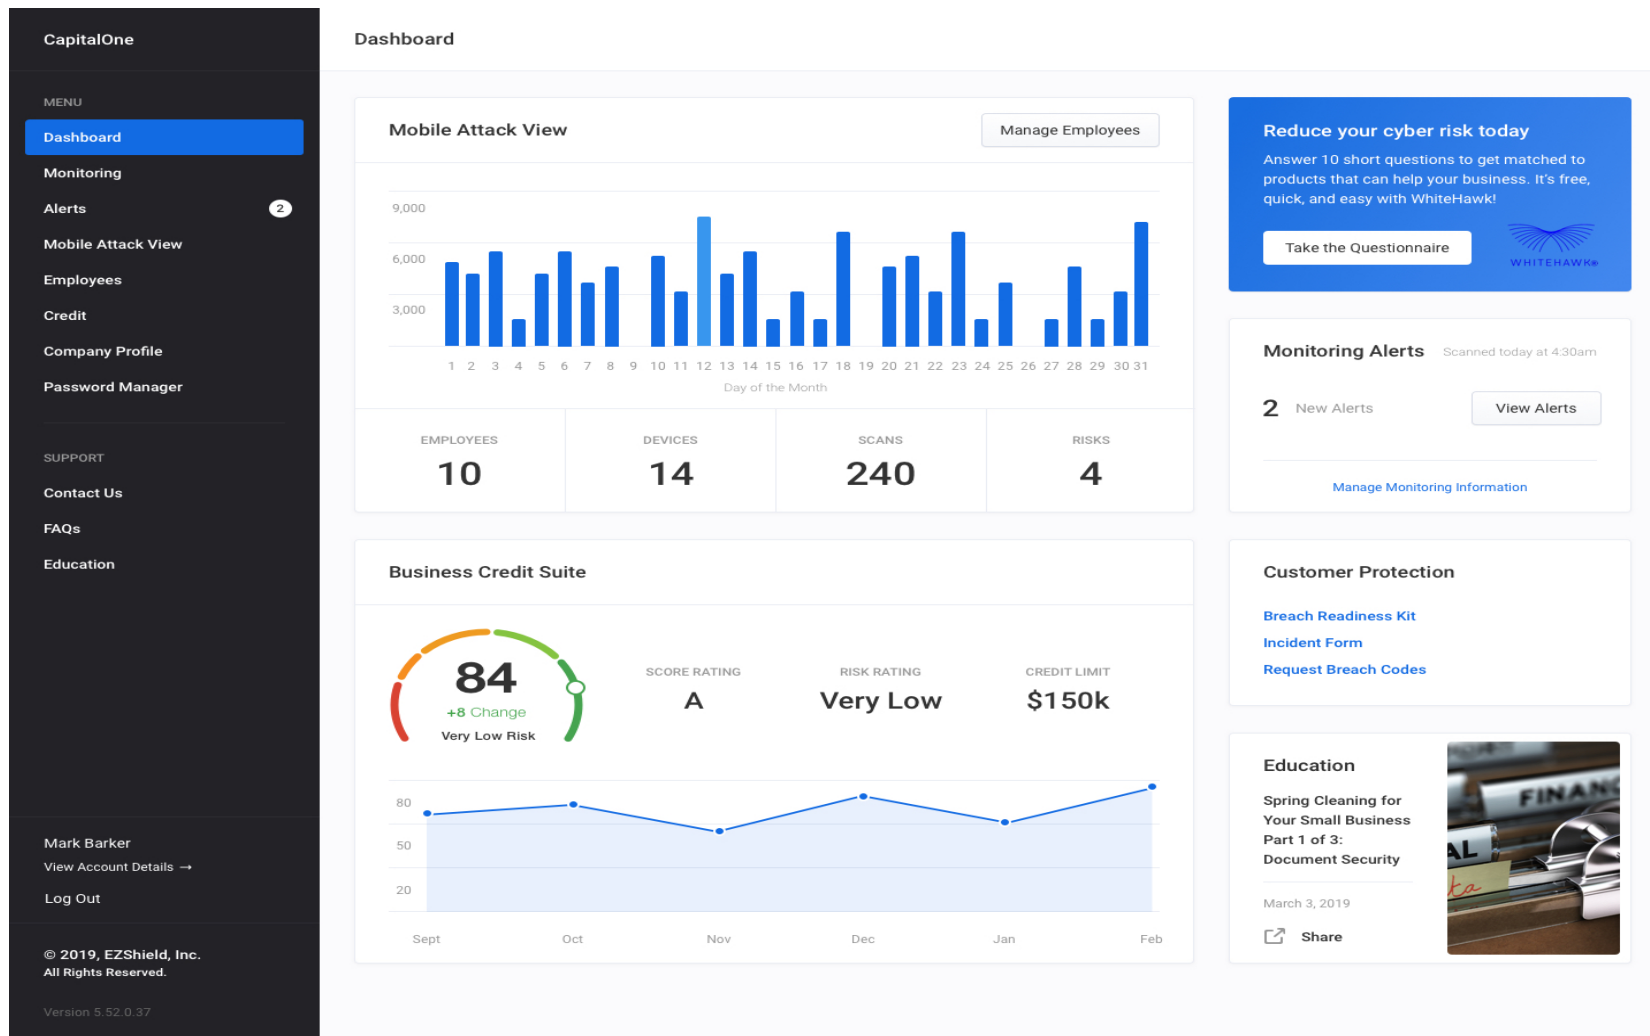 CapitalOne
MENU
Dashboard
Monitoring
Alerts 2
Mobile Attack View
Employees
Credit
Company Profile
Password Manager
SUPPORT
Contact Us
FAQs
Education
Mark Barker
View Account Details →
Log Out
© 2019, EZShield, Inc.
All Rights Reserved.
Version 5.52.0.37
Dashboard
Mobile Attack View
Manage Employees
9,000
6,000
3,000
1 2 3 4 5 6 7 8 9 10 11 12 13 14 15 16 17 18 19 20 21 22 23 24 25 26 27 28 29 30 31
Day of the Month
EMPLOYEES DEVICES SCANS RISKS
10 14 240 4
Business Credit Suite
84
+8 Change
Very Low Risk
SCORE RATING RISK RATING CREDIT LIMIT
A Very Low $150k
80
50
20
Sept Oct Nov Dec Jan Feb
Reduce your cyber risk today
Answer 10 short questions to get matched to
products that can help your business. It's free,
quick, and easy with WhiteHawk!
Take the Questionnaire
WHITEHAWK®
Monitoring Alerts Scanned today at 4:30am
2 New Alerts View Alerts
Manage Monitoring Information
Customer Protection
Breach Readiness Kit
Incident Form
Request Breach Codes
Education
Spring Cleaning for
Your Small Business
Part 1 of 3:
Document Security
March 3, 2019
Share
FINANC
AL
ta